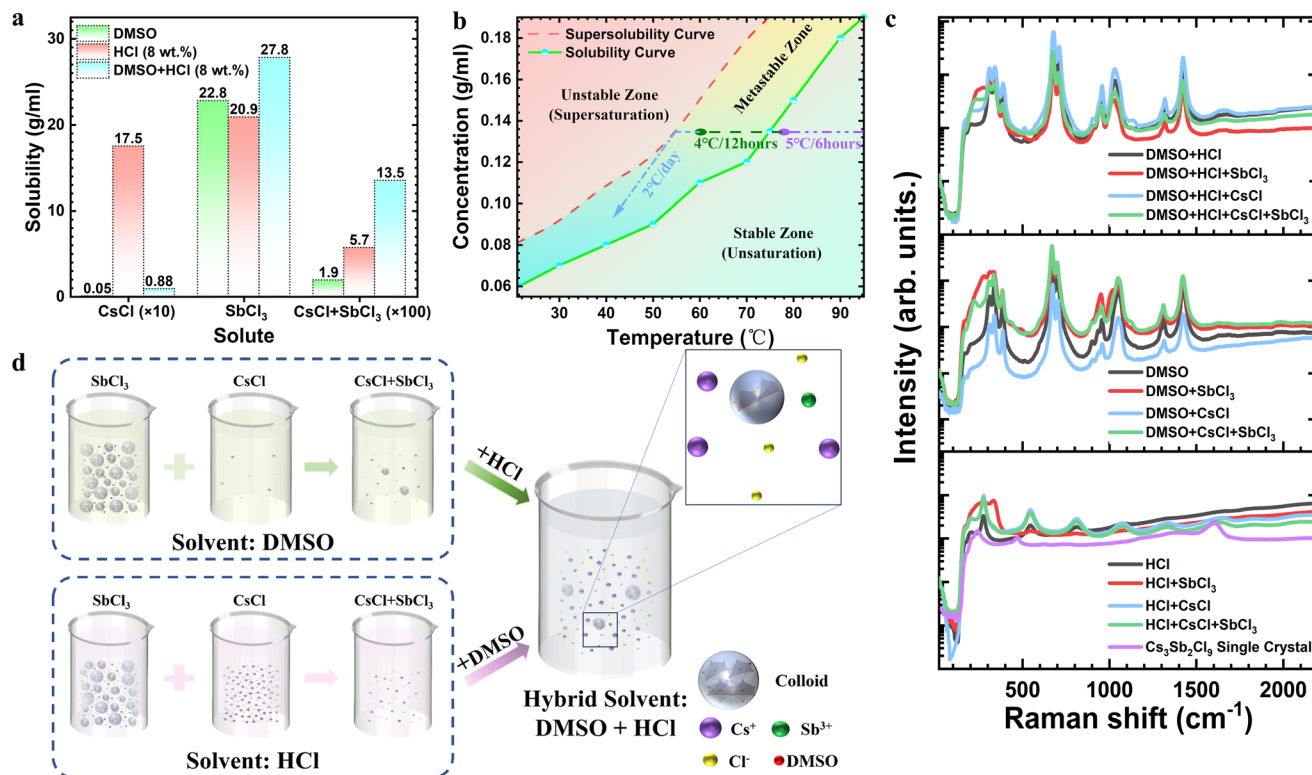 a
DMSO
HCl (8 wt.%)
DMSO+HCl (8 wt.%)
Solubility (g/ml)
30
20
10
0
0.05
17.5
0.88
22.8
20.9
27.8
1.9
5.7
13.5
CsCl (×10)
SbCl₃
CsCl+SbCl₃ (×100)
Solute
b
Supersolubility Curve
Solubility Curve
Concentration (g/ml)
0.18
0.16
0.14
0.12
0.10
0.08
0.06
Unstable Zone
(Supersaturation)
Metastable Zone
4°C/12hours
5°C/6hours
2°C/day
Stable Zone
(Unsaturation)
30
40
50
60
70
80
90
Temperature (℃)
c
Intensity (arb. units.)
DMSO+HCl
DMSO+HCl+SbCl₃
DMSO+HCl+CsCl
DMSO+HCl+CsCl+SbCl₃
DMSO
DMSO+SbCl₃
DMSO+CsCl
DMSO+CsCl+SbCl₃
HCl
HCl+SbCl₃
HCl+CsCl
HCl+CsCl+SbCl₃
Cs₃Sb₂Cl₉ Single Crystal
500
1000
1500
2000
Raman shift (cm⁻¹)
d
SbCl₃
CsCl
CsCl+SbCl₃
Solvent: DMSO
+HCl
SbCl₃
CsCl
CsCl+SbCl₃
Solvent: HCl
+DMSO
Hybrid Solvent:
DMSO + HCl
Colloid
Cs⁺
Sb³⁺
Cl⁻
DMSO